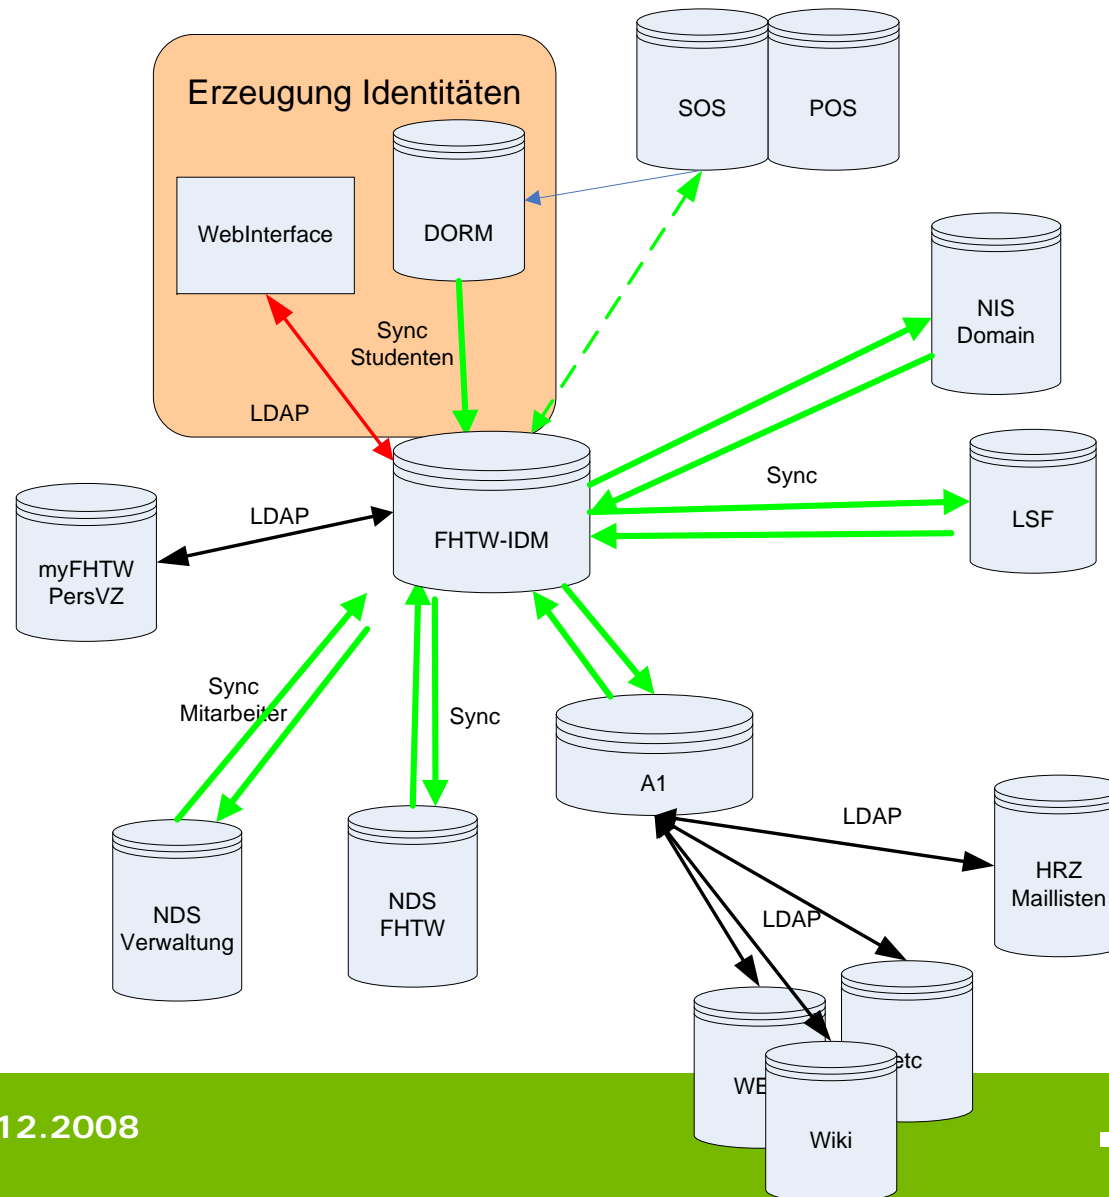 Erzeugung Identitäten
SOS
POS
WebInterface
DORM
NIS
Domain
Sync
Studenten
LDAP
Sync
LDAP
FHTW-IDM
LSF
myFHTW
PersVZ
Sync
Mitarbeiter
Sync
A1
LDAP
HRZ
Maillisten
NDS
Verwaltung
NDS
FHTW
LDAP
etc
Wiki
12.2008